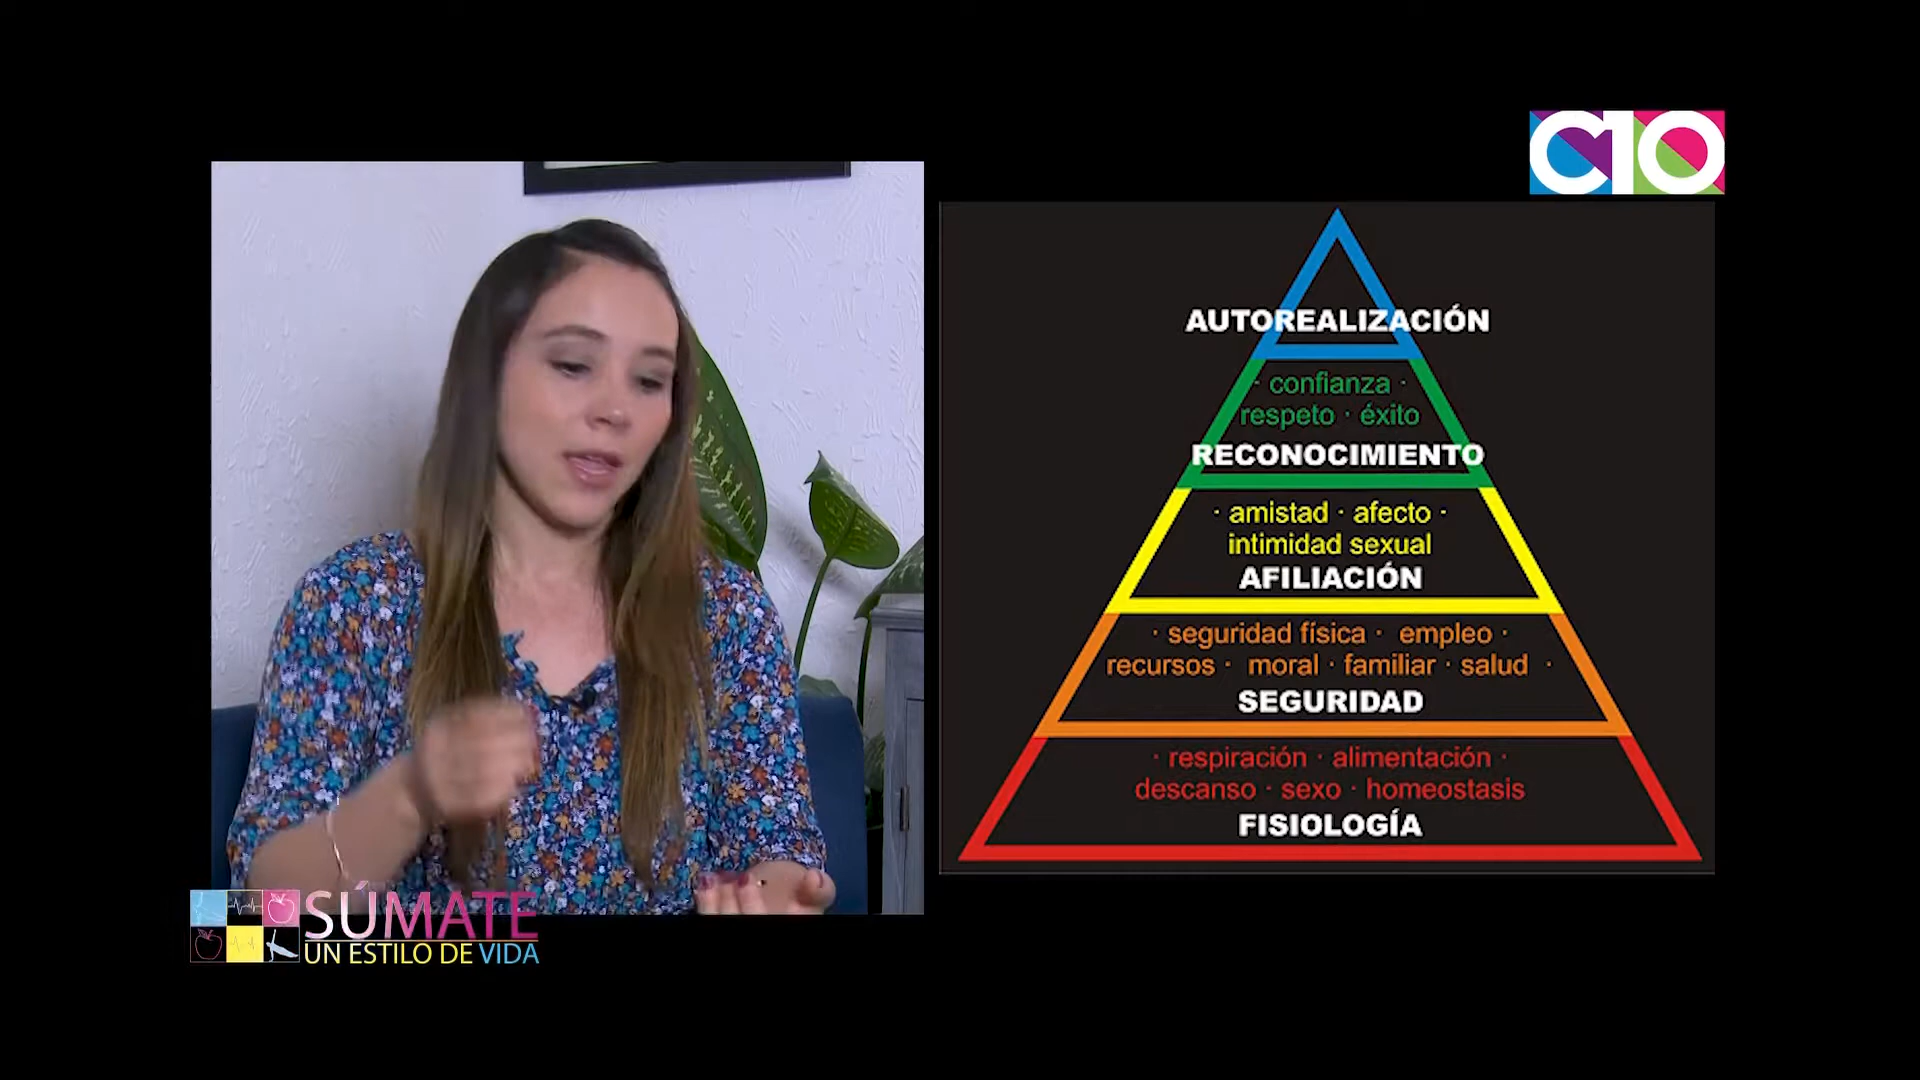 C10
AUTOREALIZACIÓN
· confianza ·
respeto · éxito
RECONOCIMIENTO
· amistad · afecto ·
intimidad sexual
AFILIACIÓN
· seguridad física · empleo ·
recursos · moral · familiar · salud ·
SEGURIDAD
· respiración · alimentación ·
descanso · sexo · homeostasis
FISIOLOGÍA
SÚMATE
UN ESTILO DE VIDA